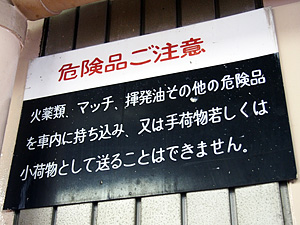 危険品ご注意
火薬類、マッチ、揮発油その他の危険品
を車内に持ち込み、又は手荷物若しくは
小荷物として送ることはできません。